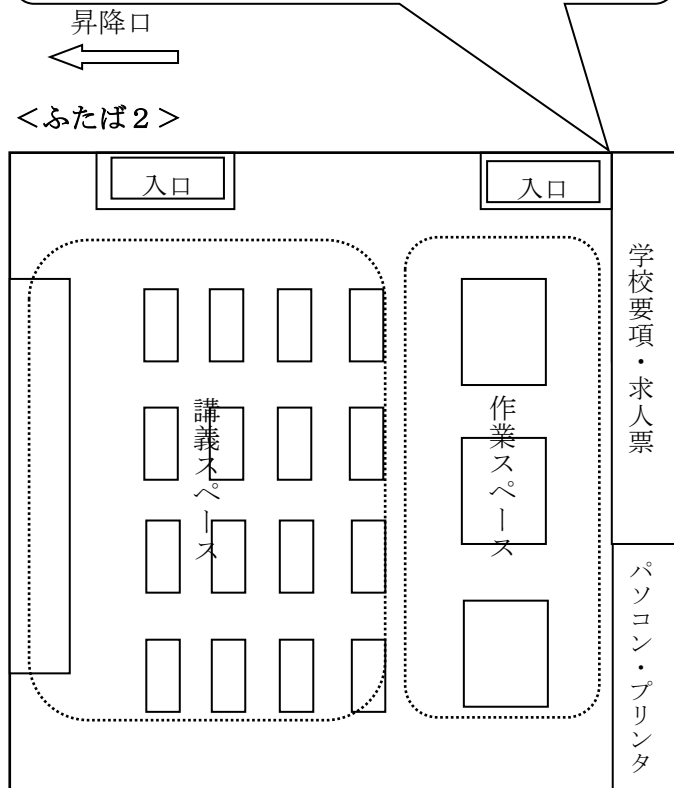 昇降口
＜ふたば２＞
入口
入口
学校要項・求人票
講義スペース
作業スペース
パソコン・プリンタ